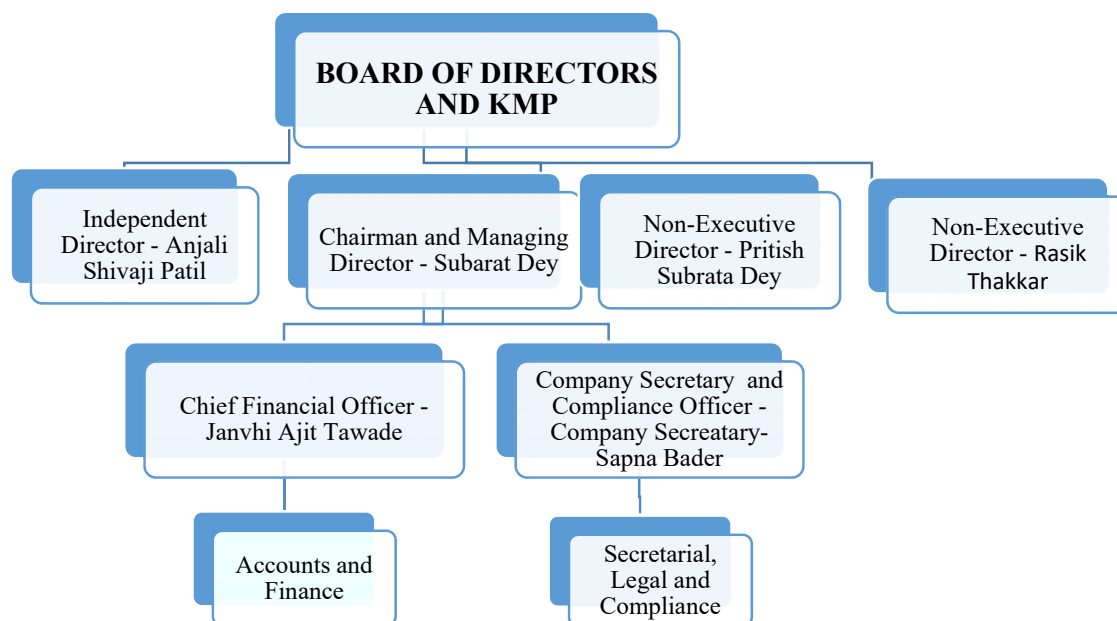 BOARD OF DIRECTORS
AND KMP
Independent
Director - Anjali
Shivaji Patil
Chairman and Managing
Director - Subarat Dey
Non-Executive
Director - Pritish
Subrata Dey
Non-Executive
Director - Rasik
Thakkar
Chief Financial Officer -
Janvhi Ajit Tawade
Company Secretary  and
Compliance Officer -
Company Secreatary-
Sapna Bader
Accounts and
Finance
Secretarial,
Legal and
Compliance